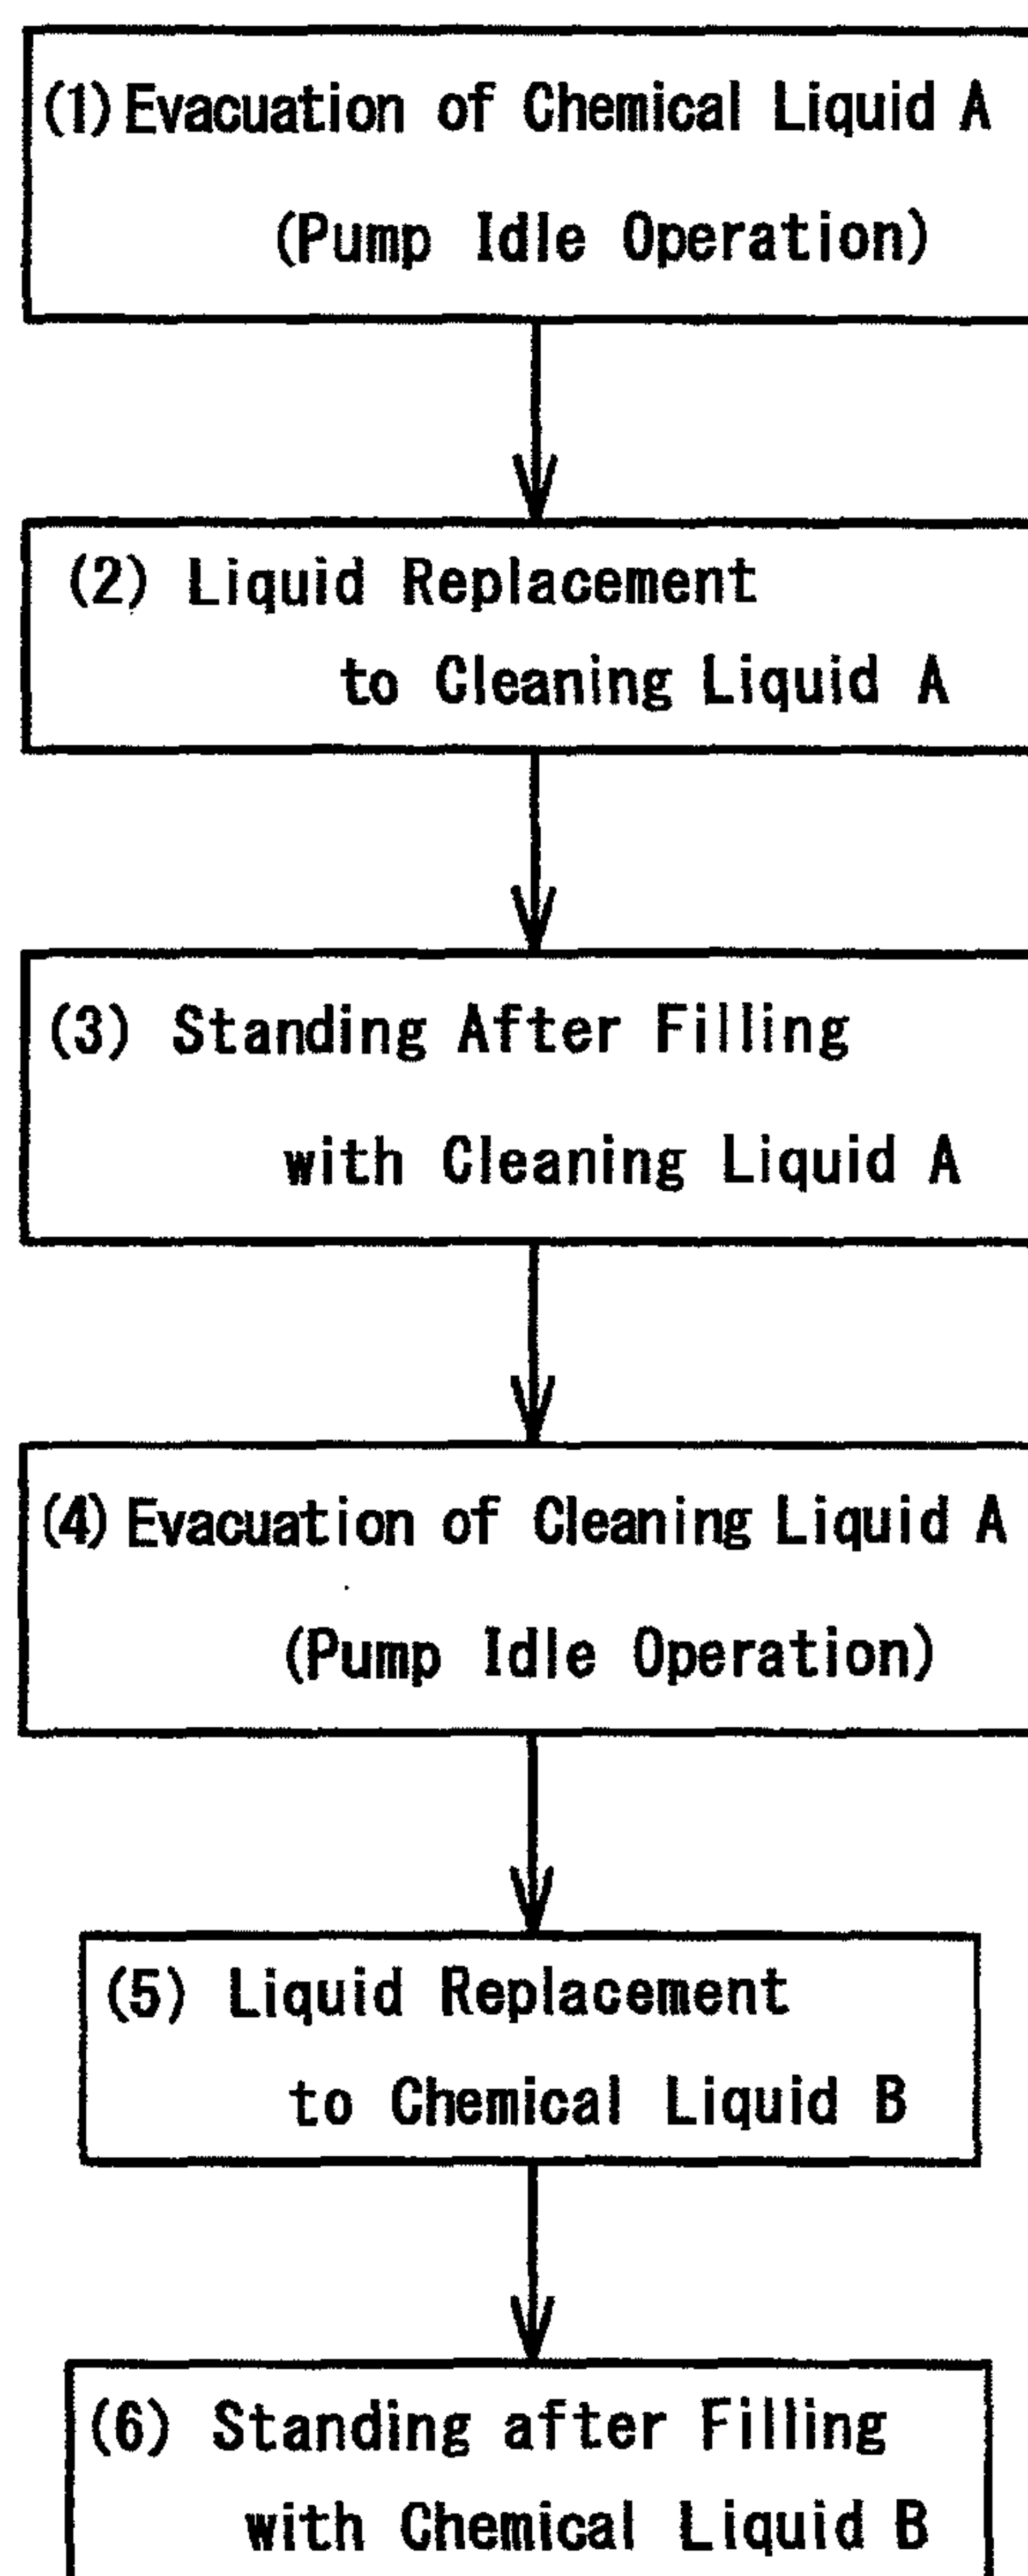 (1) Evacuation of Chemical Liquid A
(Pump Idle Operation)
(2) Liquid Replacement
to Cleaning Liquid A
(3) Standing After Filling
with Cleaning Liquid A
(4) Evacuation of Cleaning Liquid A
(Pump Idle Operation)
(5) Liquid Replacement
to Chemical Liquid B
(6) Standing after Filling
with Chemical Liquid B